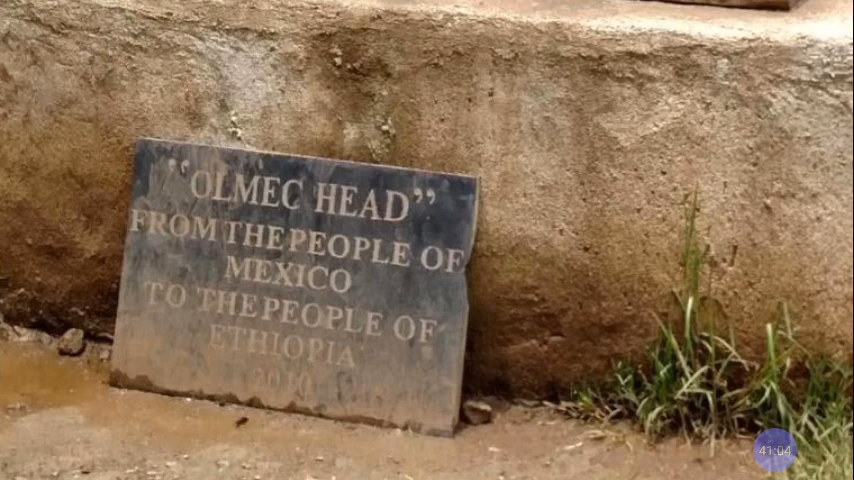 “OLMEC HEAD”
FROM THE PEOPLE OF
MEXICO
TO THE PEOPLE OF
ETHIOPIA
2010
41:04